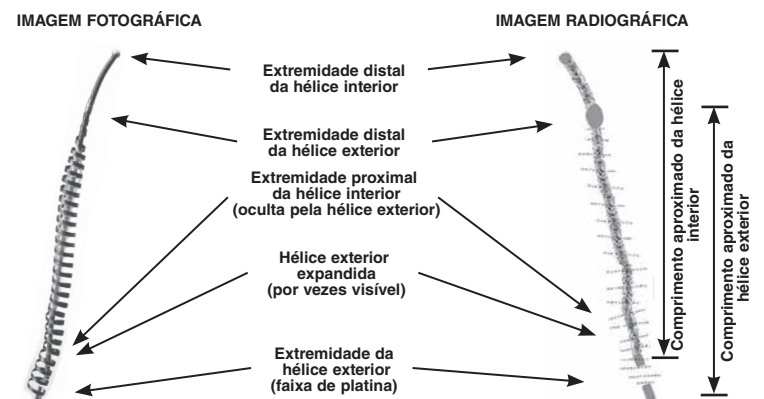 IMAGEM FOTOGRÁFICA
IMAGEM RADIOGRÁFICA
Extremidade distal
da hélice interior
Extremidade distal
da hélice exterior
Extremidade proximal
da hélice interior
(oculta pela hélice exterior)
Hélice exterior
expandida
(por vezes visível)
Extremidade da
hélice exterior
(faixa de platina)
Comprimento aproximado da hélice
interior
Comprimento aproximado da
hélice exterior